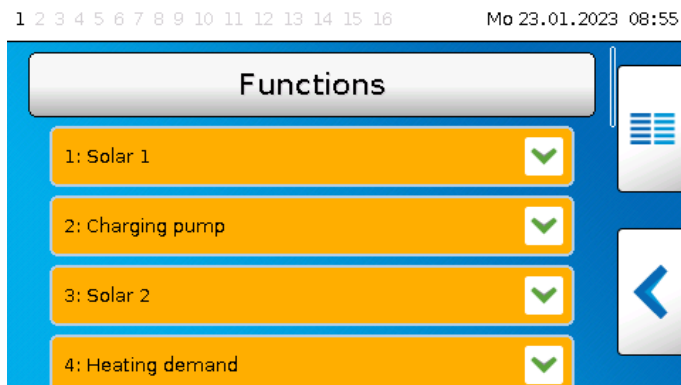 1 2 3 4 5 6 7 8 9 10 11 12 13 14 15 16 Mo 23.01.2023 08:55
Functions
1: Solar 1
2: Charging pump
3: Solar 2
4: Heating demand